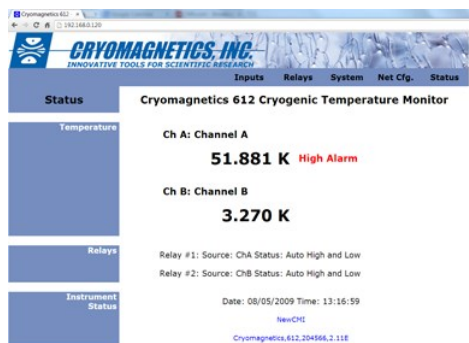 Cryomagnetics 612
192.168.0.120
CRYOMAGNETICS, INC.
INNOVATIVE TOOLS FOR SCIENTIFIC RESEARCH
Inputs Relays System Net Cfg. Status
Status
Cryomagnetics 612 Cryogenic Temperature Monitor
Temperature
Ch A: Channel A
51.881 K High Alarm
Ch B: Channel B
3.270 K
Relays
Relay #1: Source: ChA Status: Auto High and Low
Relay #2: Source: ChB Status: Auto High and Low
Instrument
Status
Date: 08/05/2009 Time: 13:16:59
NewCMI
Cryomagnetics,612,204566,2.11E